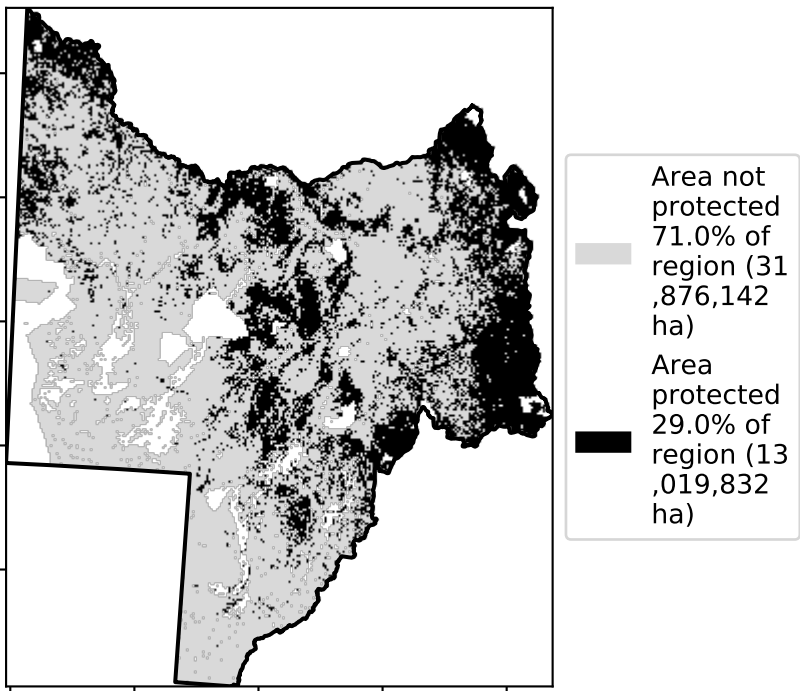 Area not
protected
71.0% of
region (31
,876,142
ha)
Area
protected
29.0% of
region (13
,019,832
ha)